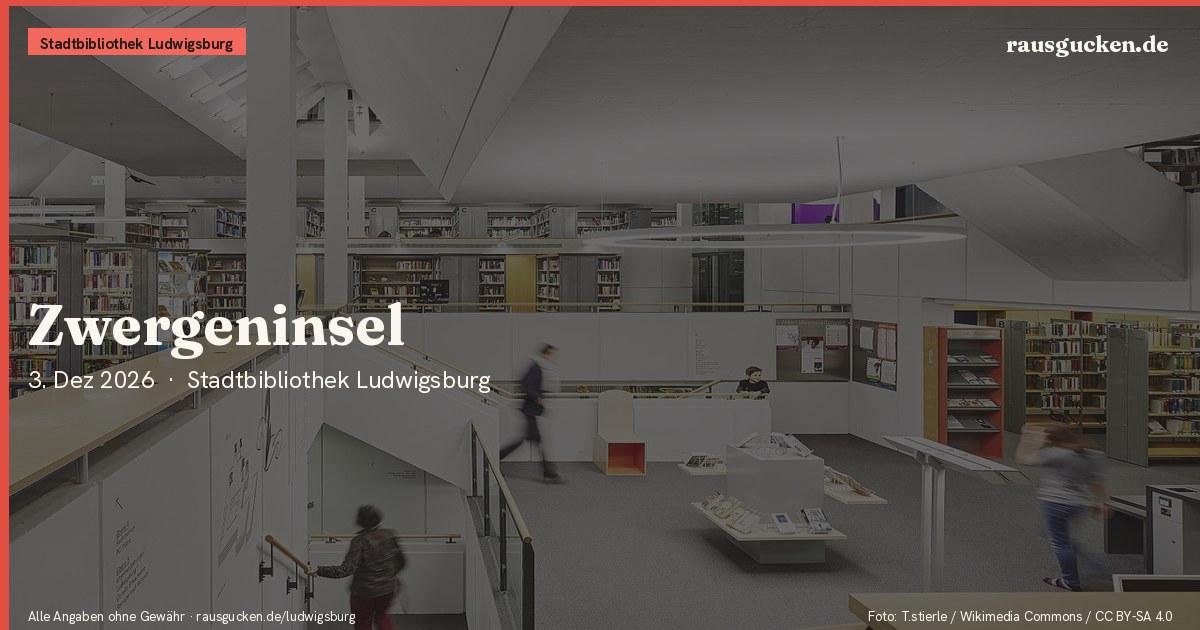 Stadtbibliothek Ludwigsburg
rausgucken.de
Zwergeninsel
3. Dez 2026 · Stadtbibliothek Ludwigsburg
Alle Angaben ohne Gewähr · rausgucken.de/ludwigsburg
Foto: T.stierle / Wikimedia Commons / CC BY-SA 4.0